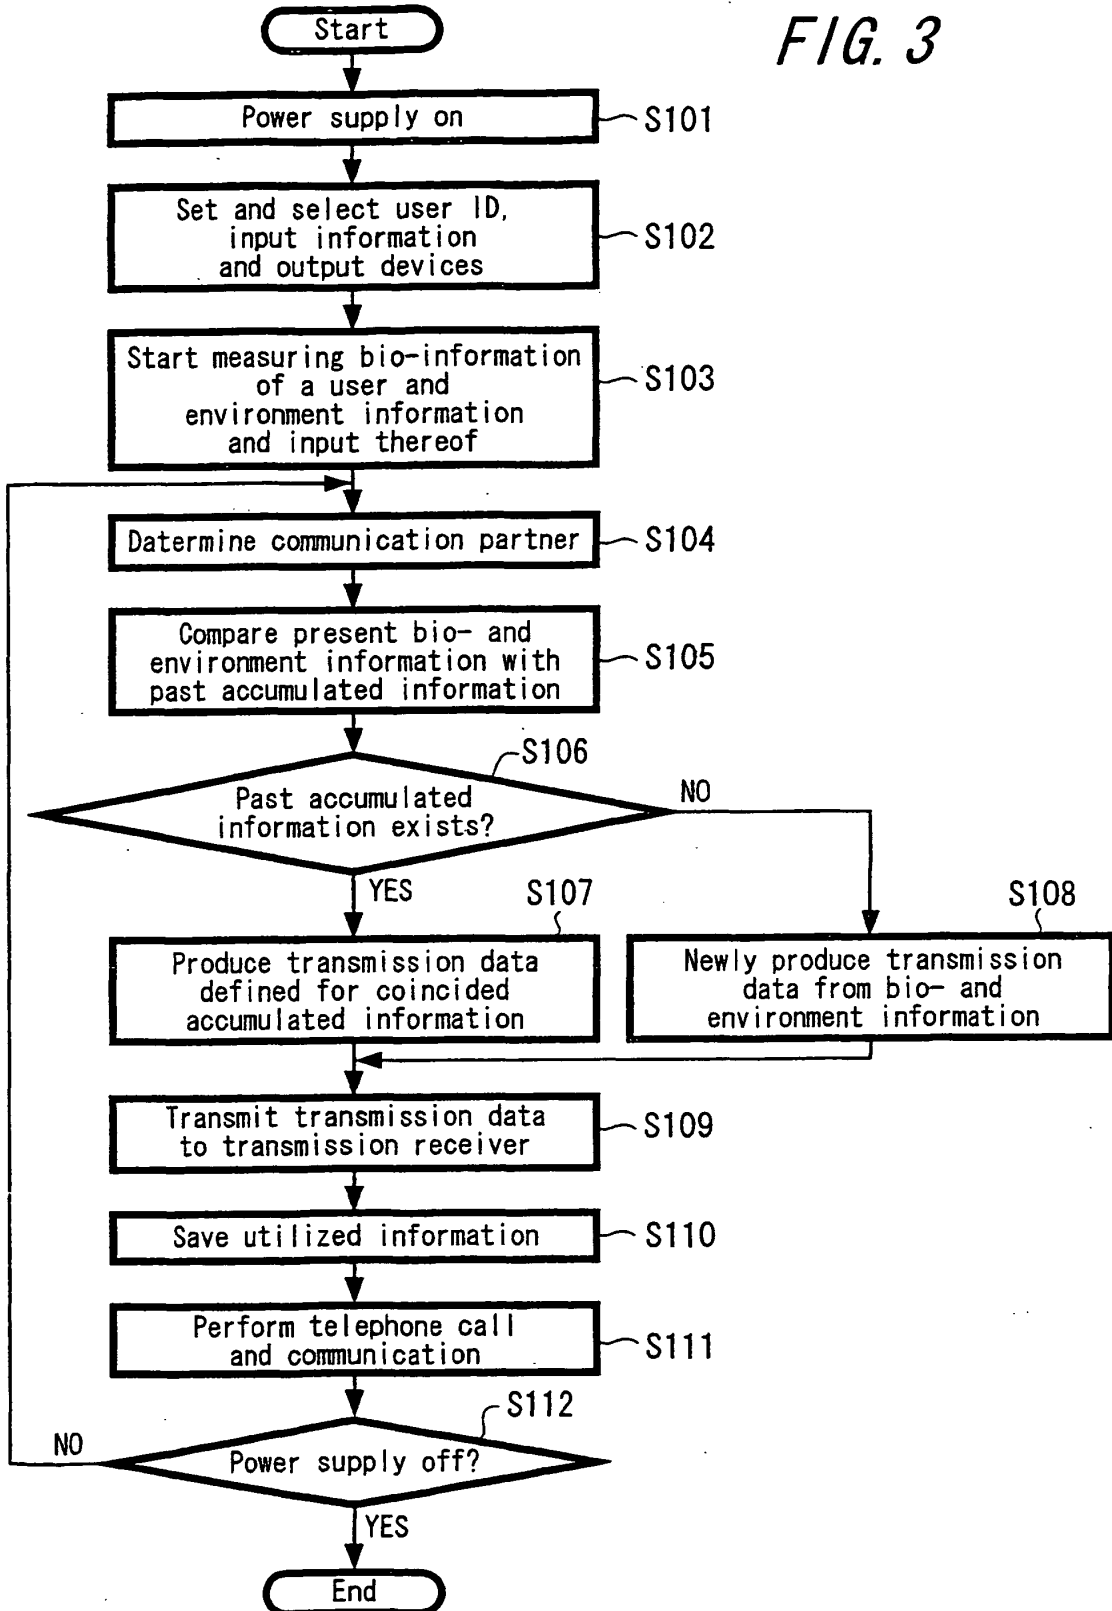 FIG. 3
Start
Power supply on
S101
Set and select user ID,
input information
and output devices
S102
Start measuring bio-information
of a user and
environment information
and input thereof
S103
Datermine communication partner
S104
Compare present bio- and
environment information with
past accumulated information
S105
S106
Past accumulated
information exists?
NO
YES
S107
Produce transmission data
defined for coincided
accumulated information
S108
Newly produce transmission
data from bio- and
environment information
Transmit transmission data
to transmission receiver
S109
Save utilized information
S110
Perform telephone call
and communication
S111
S112
Power supply off?
NO
YES
End